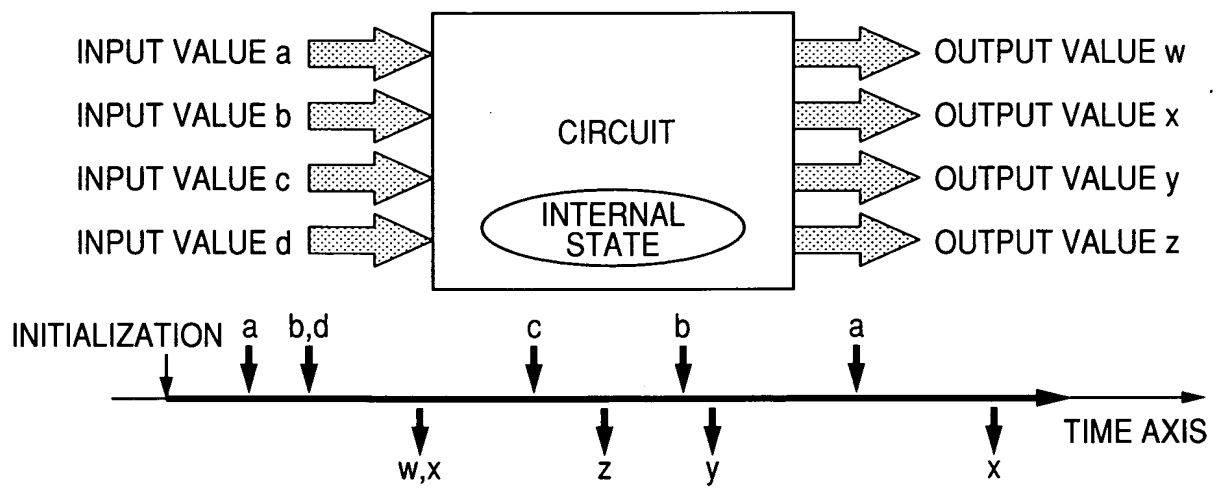 INPUT VALUE a
OUTPUT VALUE w
INPUT VALUE b
OUTPUT VALUE x
CIRCUIT
INPUT VALUE c
OUTPUT VALUE y
INPUT VALUE d
INTERNAL
STATE
OUTPUT VALUE z
INITIALIZATION
a
b,d
c
b
a
TIME AXIS
w,x
z
y
x